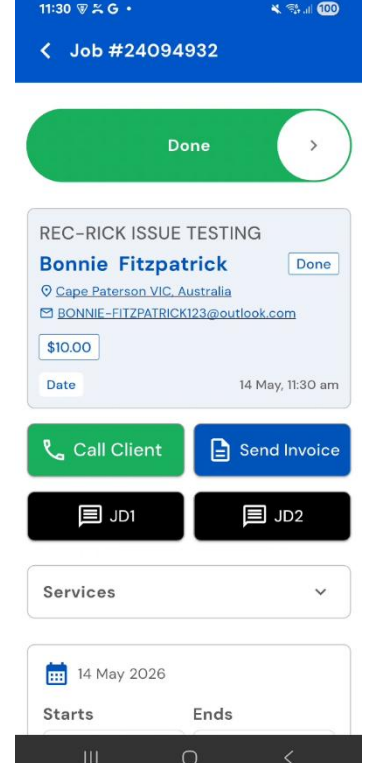 11:30 G •
100
Job #24094932
Done
REC-RICK ISSUE TESTING
Bonnie Fitzpatrick
Done
Cape Paterson VIC, Australia
BONNIE-FITZPATRICK123@outlook.com
$10.00
Date
14 May, 11:30 am
Call Client
Send Invoice
JD1
JD2
Services
14 May 2026
Starts Ends